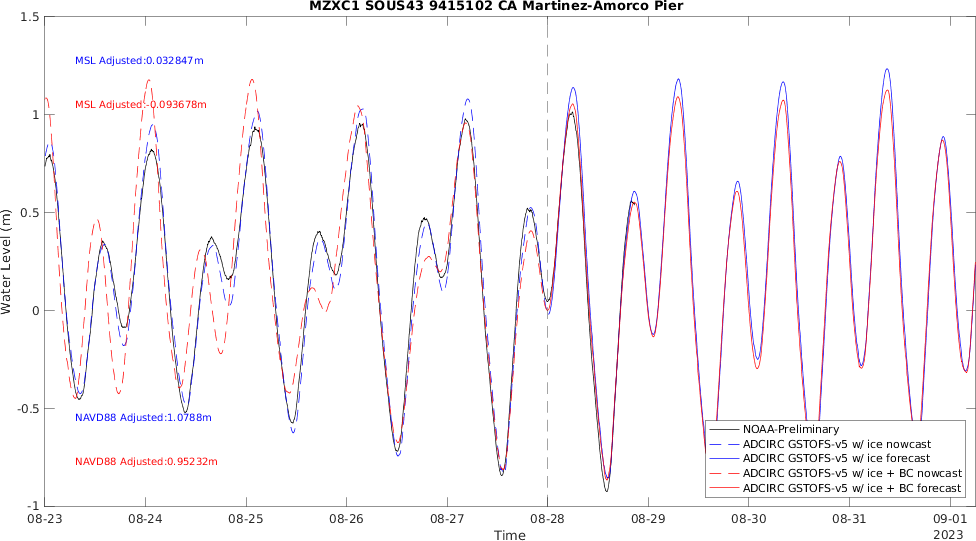 MZXC1 SOUS43 9415102 CA Martinez-Amorco Pier
1.5
MSL Adjusted:0.032847m
MSL Adjusted:-0.093678m
1
0.5
Water Level (m)
0
-0.5
NAVD88 Adjusted:1.0788m
NAVD88 Adjusted:0.95232m
-1
NOAA-Preliminary
ADCIRC GSTOFS-v5 w/ ice nowcast
ADCIRC GSTOFS-v5 w/ ice forecast
ADCIRC GSTOFS-v5 w/ ice + BC nowcast
ADCIRC GSTOFS-v5 w/ ice + BC forecast
08-23 08-24 08-25 08-26 08-27 08-28 08-29 08-30 08-31 09-01
Time
2023